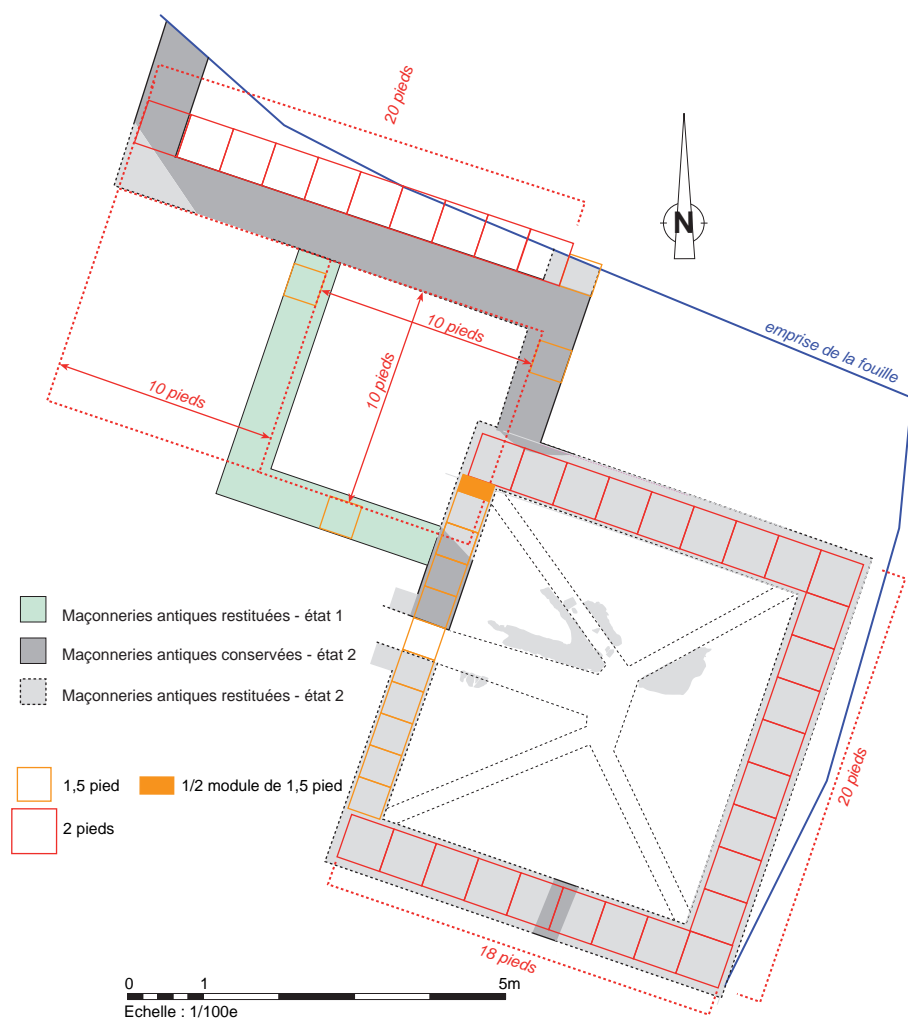 20 pieds
N
emprise de la fouille
10 pieds
10 pieds
10 pieds
Maçonneries antiques restituées - état 1
Maçonneries antiques conservées - état 2
Maçonneries antiques restituées - état 2
1,5 pied
1/2 module de 1,5 pied
2 pieds
20 pieds
18 pieds
0 1 5m
Echelle : 1/100e